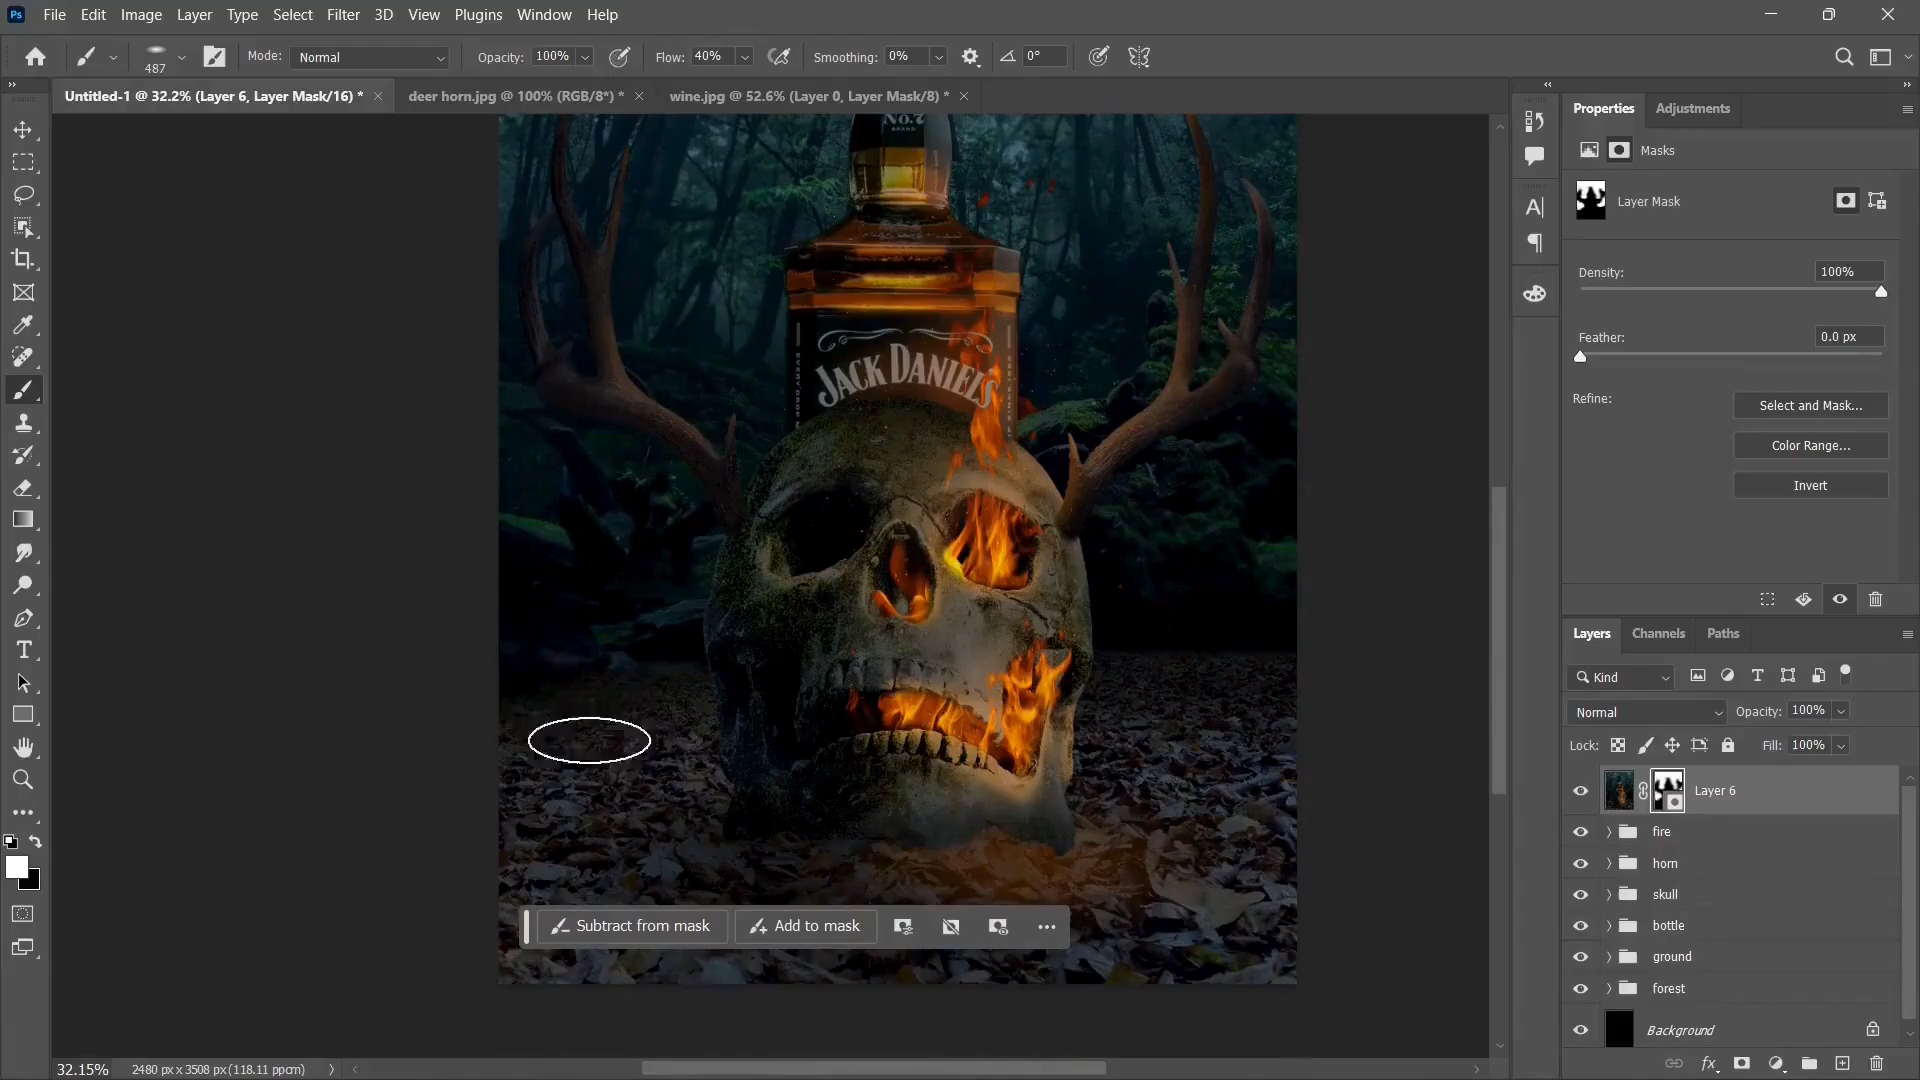 Ps File Edit Image Layer Type Select Filter 3D View Plugins Window Help
487 Mode: Normal Opacity: 100% Flow: 40% Smoothing: 0% 0°
Untitled-1 @ 32.2% (Layer 6, Layer Mask/16) * × deer horn.jpg @ 100% (RGB/8*) * × wine.jpg @ 52.6% (Layer 0, Layer Mask/8) * ×
Properties Adjustments
Masks
Layer Mask
Density: 100%
Feather: 0.0 px
Refine: Select and Mask...
Color Range...
Invert
No.7
BRAND
JACK DANIEL'S
Subtract from mask Add to mask
Layers Channels Paths
Kind
Normal Opacity: 100%
Lock: Fill: 100%
Layer 6
fire
horn
skull
bottle
ground
forest
Background
32.15% 2480 px x 3508 px (118.11 ppcm)